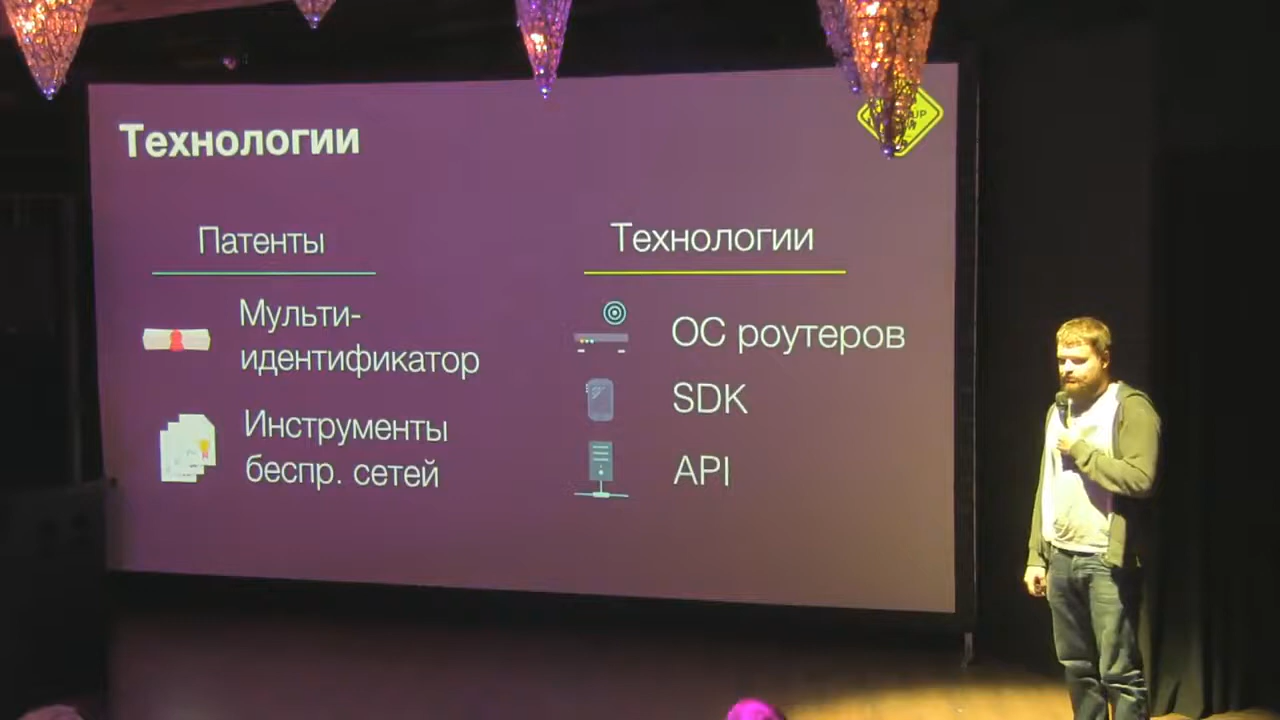 Технологии
Патенты
Мульти-
идентификатор
Инструменты
беспр. сетей
Технологии
ОС роутеров
SDK
API